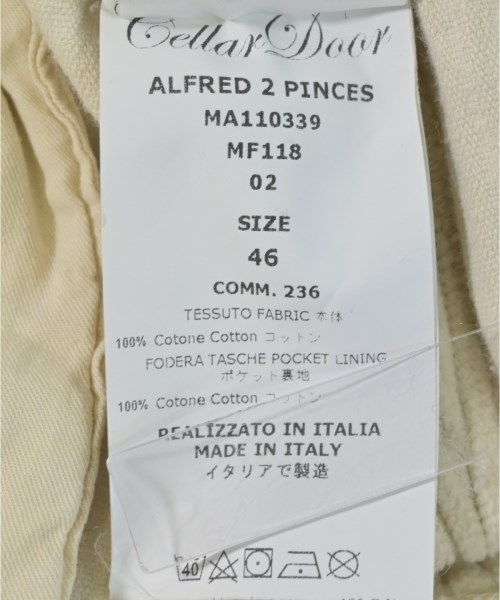 Cellar Door
ALFRED 2 PINCES
MA110339
MF118
02
SIZE
46
COMM. 236
TESSUTO FABRIC 本体
100% Cotone Cotton コットン
FODERA TASCHE POCKET LINING
ポケット裏地
100% Cotone Cotton コットン
REALIZZATO IN ITALIA
MADE IN ITALY
イタリアで製造
40